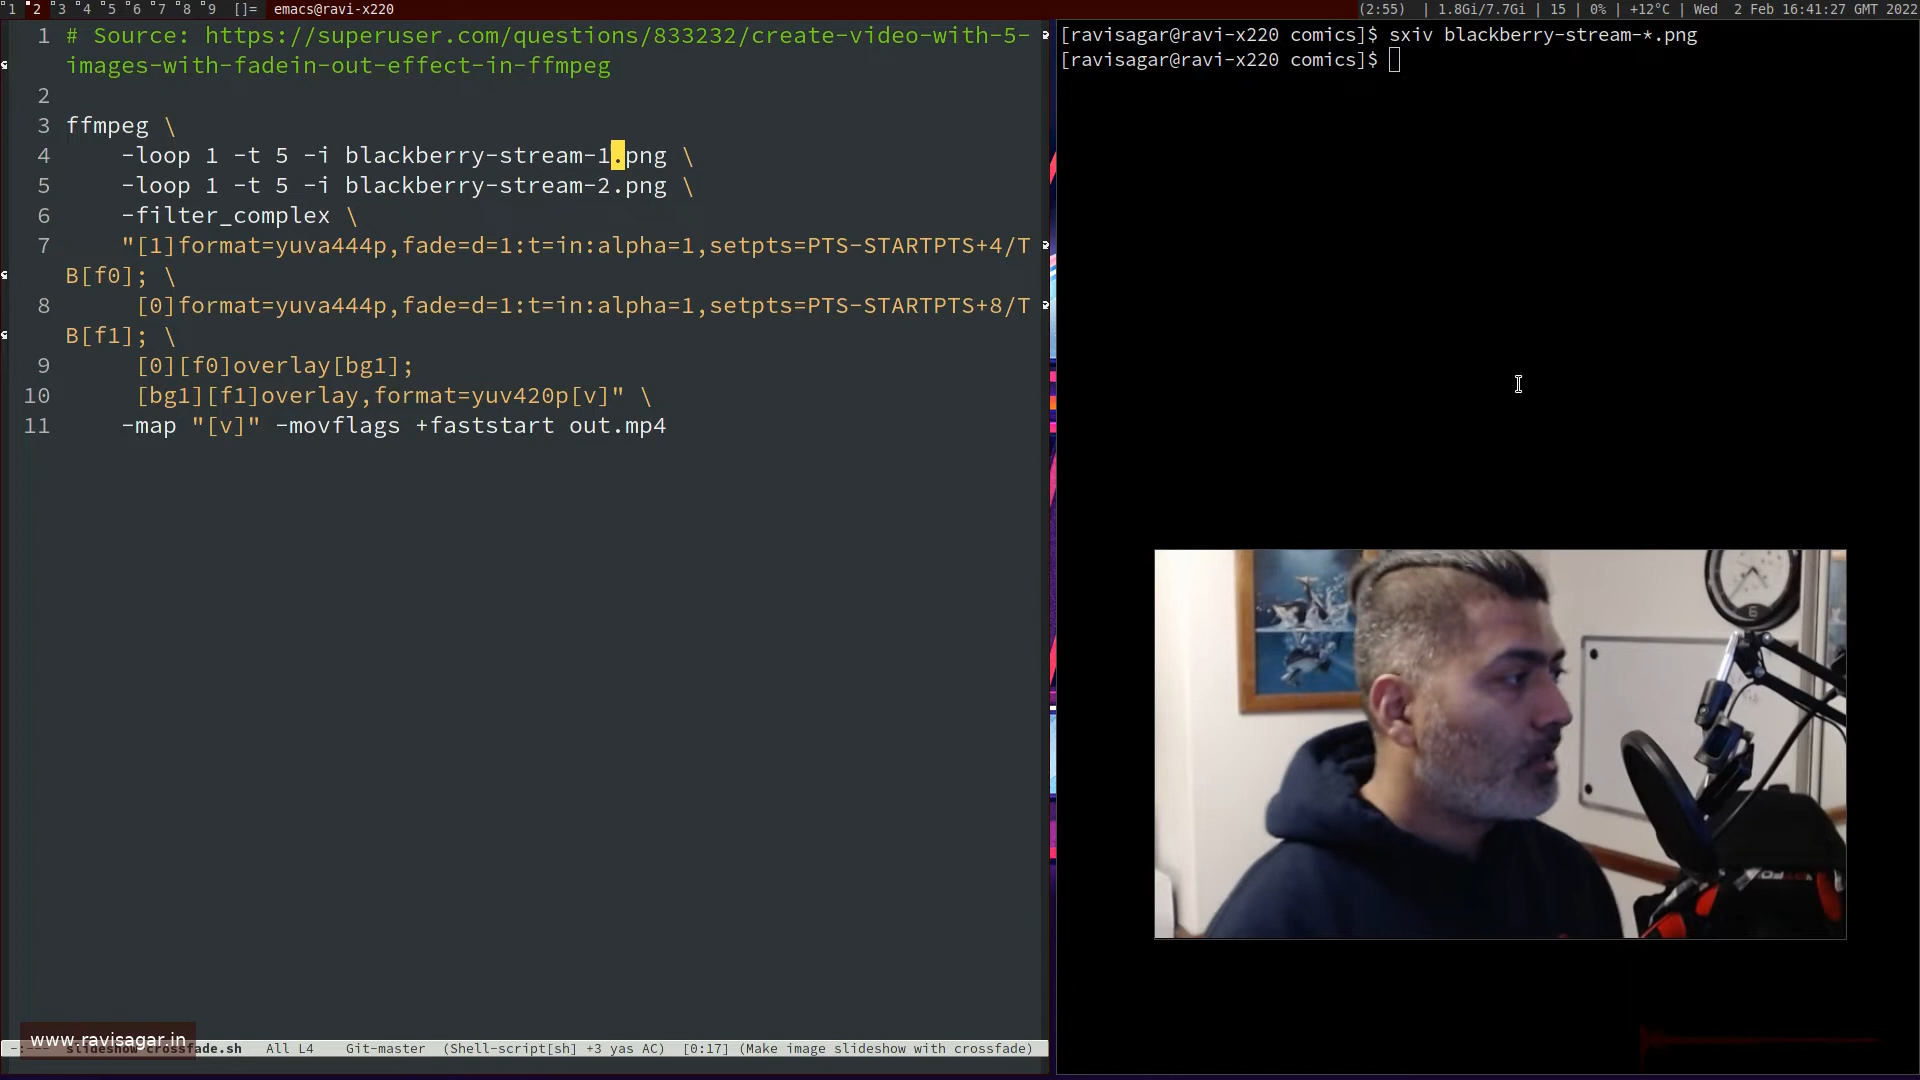 1 2 3 4 5 6 7 8 9 []= emacs@ravi-x220 (2:55) | 1.8Gi/7.7Gi | 15 | 0% | +12°C | Wed 2 Feb 16:41:27 GMT 2022
1 # Source: https://superuser.com/questions/833232/create-video-with-5-
images-with-fadein-out-effect-in-ffmpeg
2
3 ffmpeg \
4 -loop 1 -t 5 -i blackberry-stream-1.png \
5 -loop 1 -t 5 -i blackberry-stream-2.png \
6 -filter_complex \
7 "[1]format=yuva444p,fade=d=1:t=in:alpha=1,setpts=PTS-STARTPTS+4/T
B[f0]; \
8 [0]format=yuva444p,fade=d=1:t=in:alpha=1,setpts=PTS-STARTPTS+8/T
B[f1]; \
9 [0][f0]overlay[bg1];
10 [bg1][f1]overlay,format=yuv420p[v]" \
11 -map "[v]" -movflags +faststart out.mp4
[ravisagar@ravi-x220 comics]$ sxiv blackberry-stream-*.png
[ravisagar@ravi-x220 comics]$
6
www.ravisagar.in
-:--- slideshow-crossfade.sh All L4 Git-master (Shell-script[sh] +3 yas AC) [0:17] (Make image slideshow with crossfade)